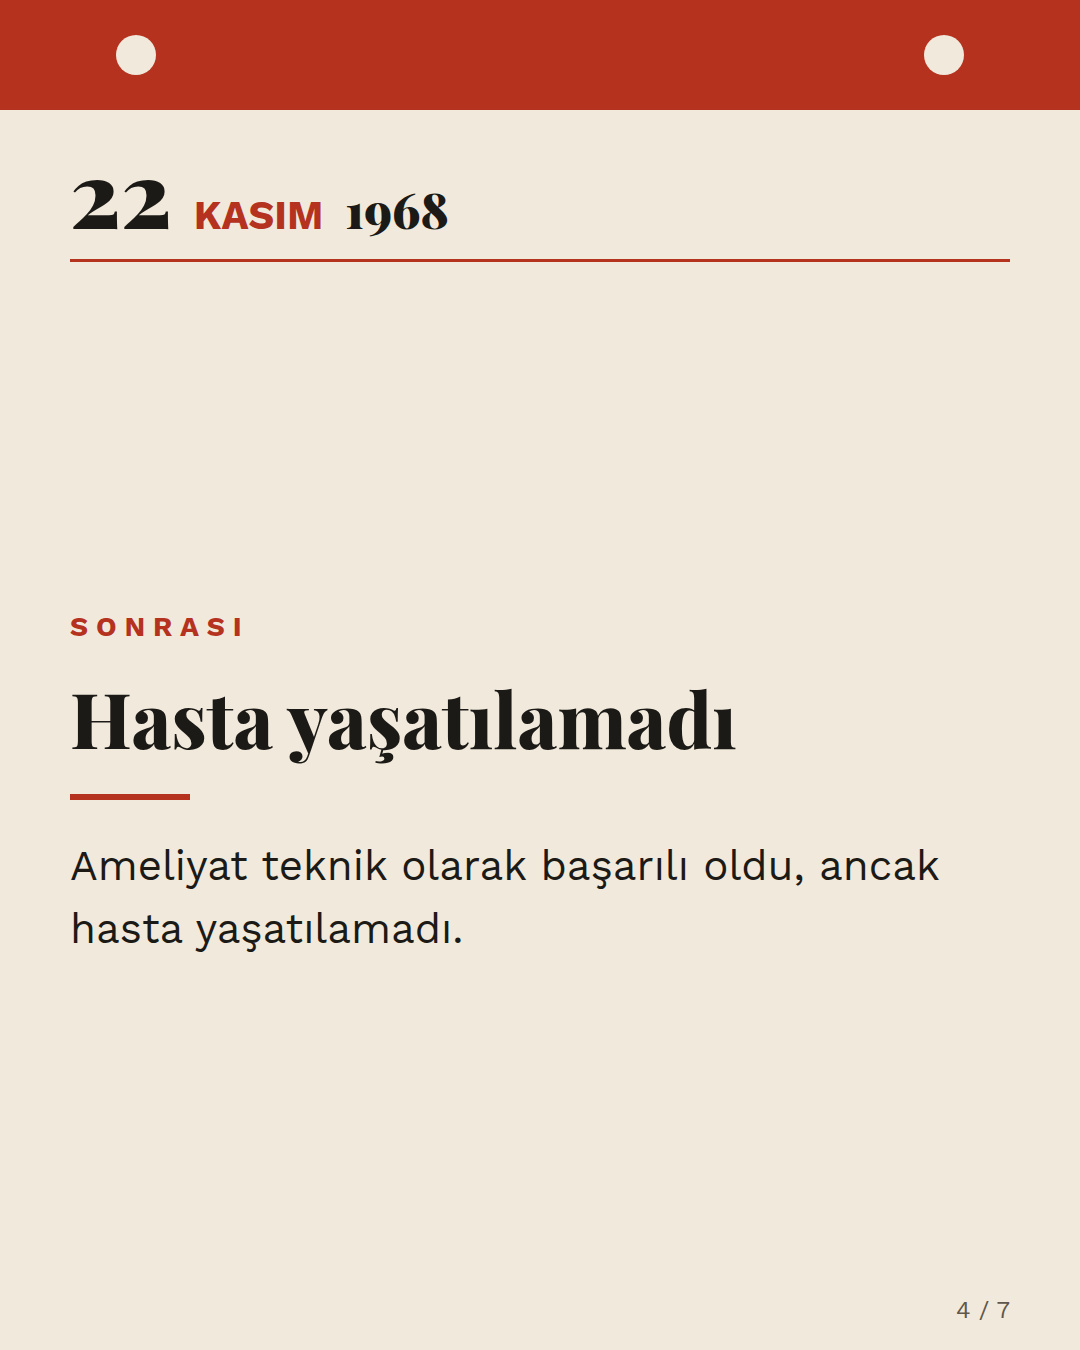 22 KASIM 1968
SONRASI
Hasta yaşatılamadı
Ameliyat teknik olarak başarılı oldu, ancak
hasta yaşatılamadı.
4 / 7